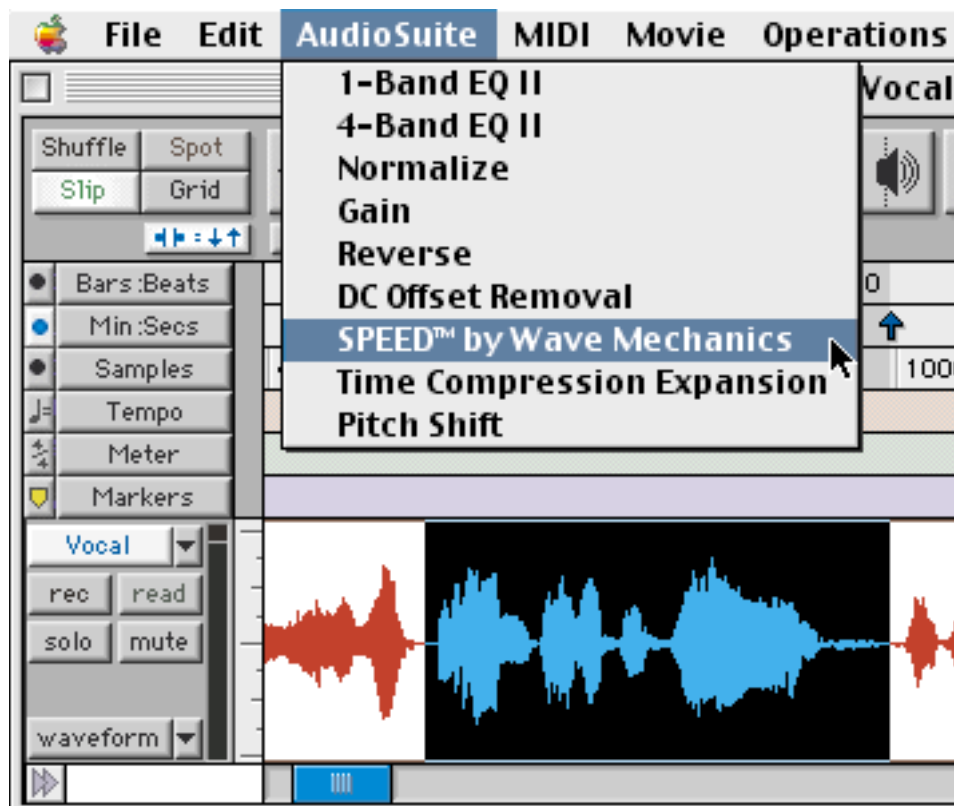 File Edit AudioSuite MIDI Movie Operations
1-Band EQ II
4-Band EQ II
Normalize
Gain
Reverse
DC Offset Removal
SPEED™ by Wave Mechanics
Time Compression Expansion
Pitch Shift
Vocal
Shuffle Spot
Slip Grid
Bars:Beats
0
Min:Secs
Samples
100
Tempo
Meter
Markers
Vocal
rec read
solo mute
waveform